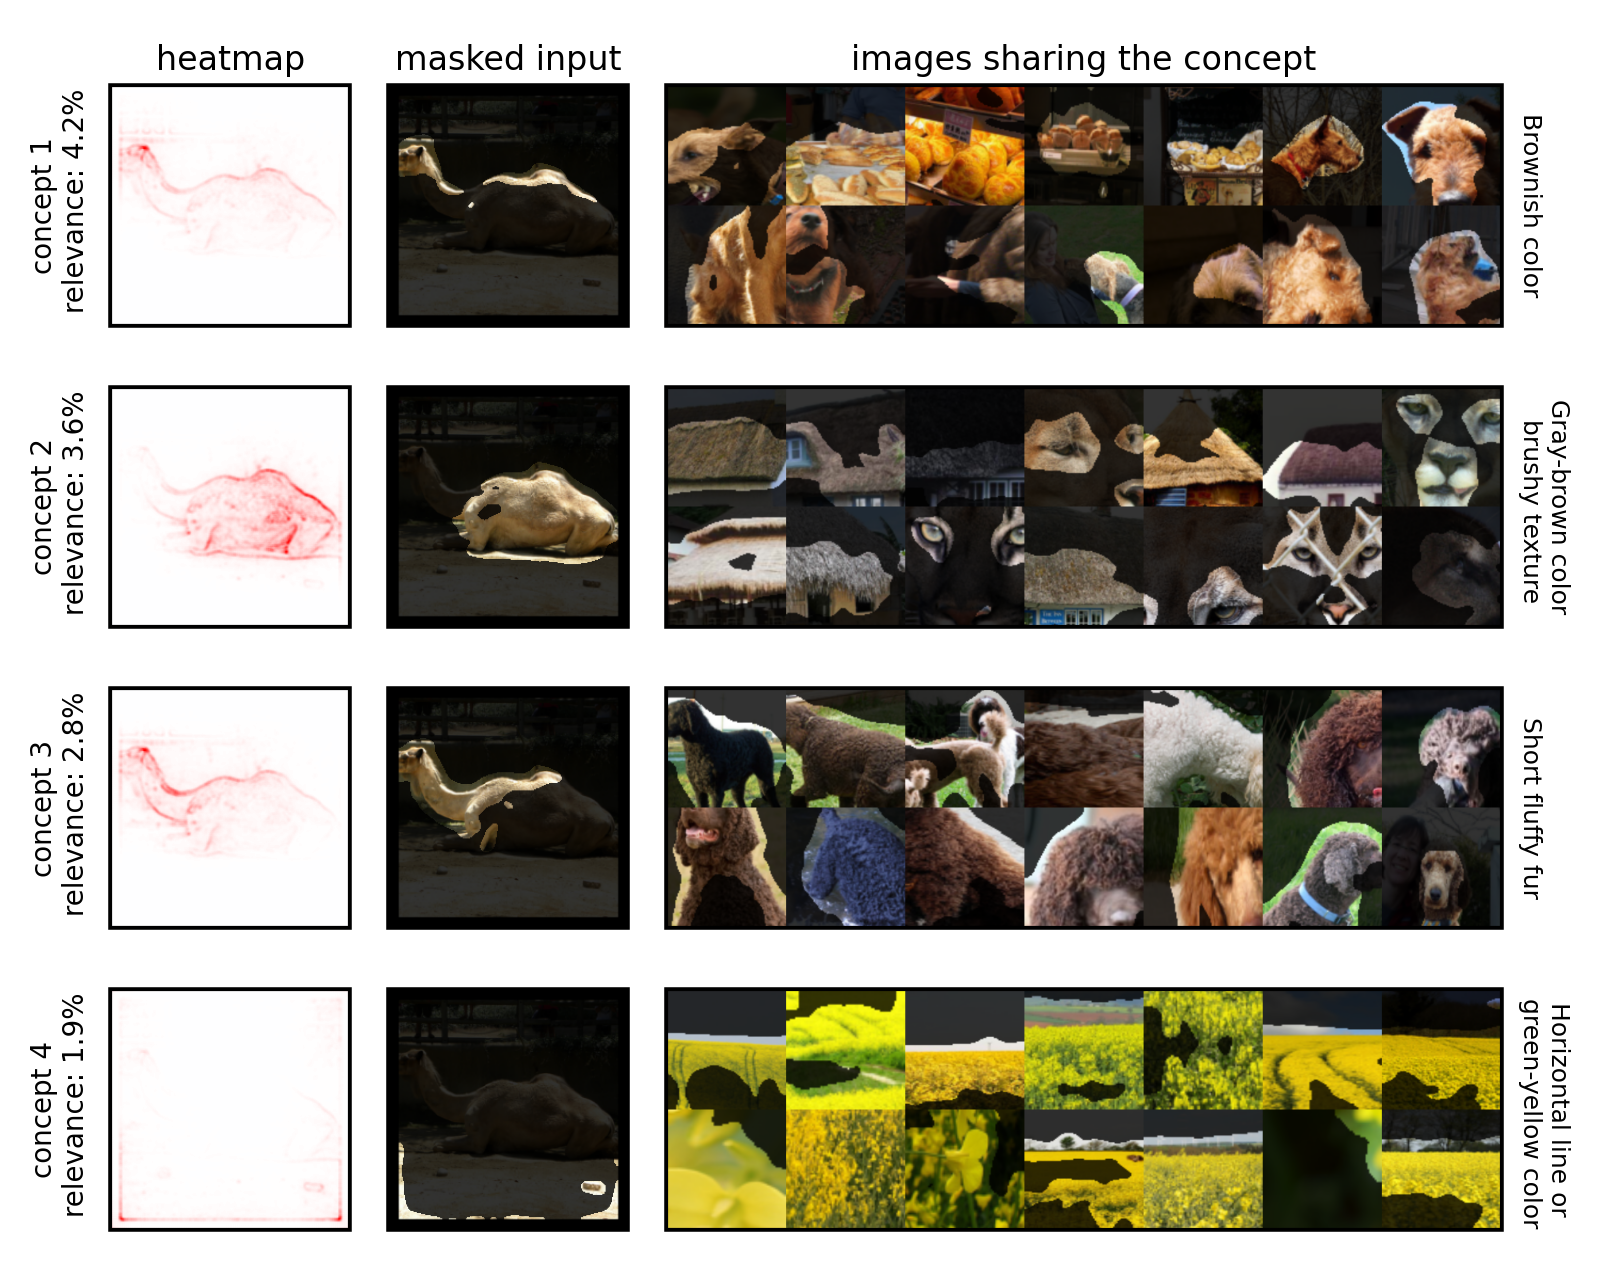 heatmap
masked input
images sharing the concept
concept 1
relevance: 4.2%
Brownish color
concept 2
relevance: 3.6%
Gray-brown color
brushy texture
concept 3
relevance: 2.8%
Short fluffy fur
concept 4
relevance: 1.9%
Horizontal line or
green-yellow color